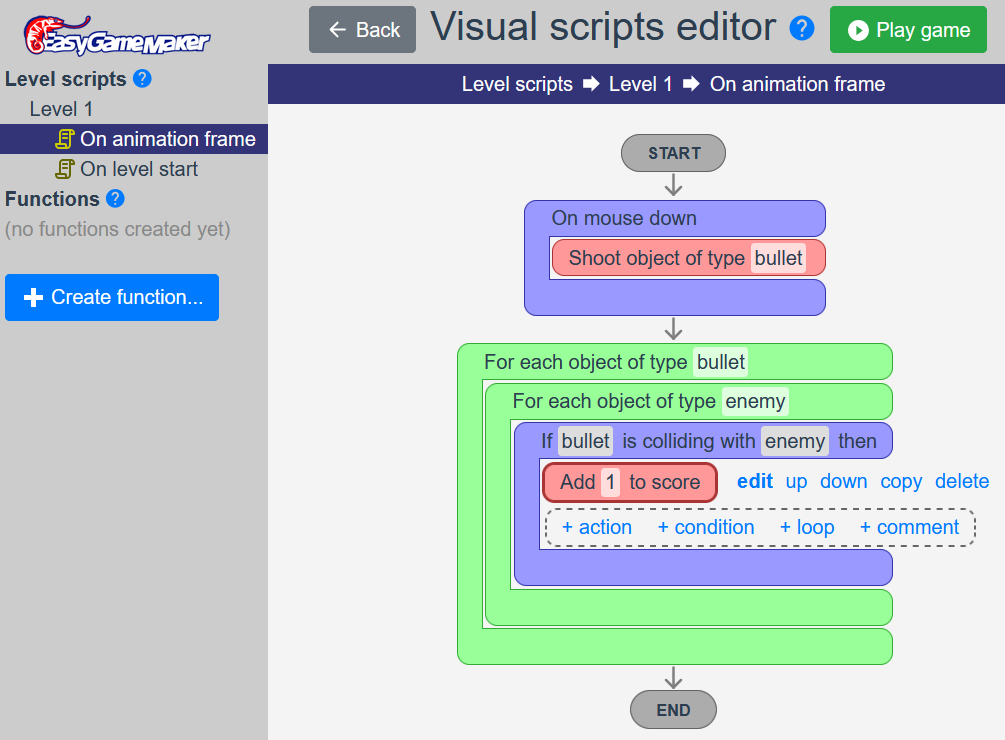 EasyGameMaker
← Back
Visual scripts editor ?
Play game
Level scripts ?
Level 1
On animation frame
On level start
Functions ?
(no functions created yet)
+ Create function...
Level scripts ➡ Level 1 ➡ On animation frame
START
On mouse down
Shoot object of type bullet
For each object of type bullet
For each object of type enemy
If bullet is colliding with enemy then
Add 1 to score edit up down copy delete
+ action + condition + loop + comment
END